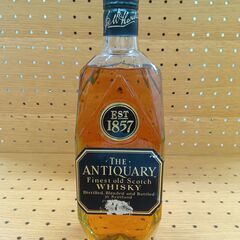 EST
1857
THE
ANTIQUARY
Finest old Scotch
WHISKY
Distilled, Blended and Bottled
in Scotland